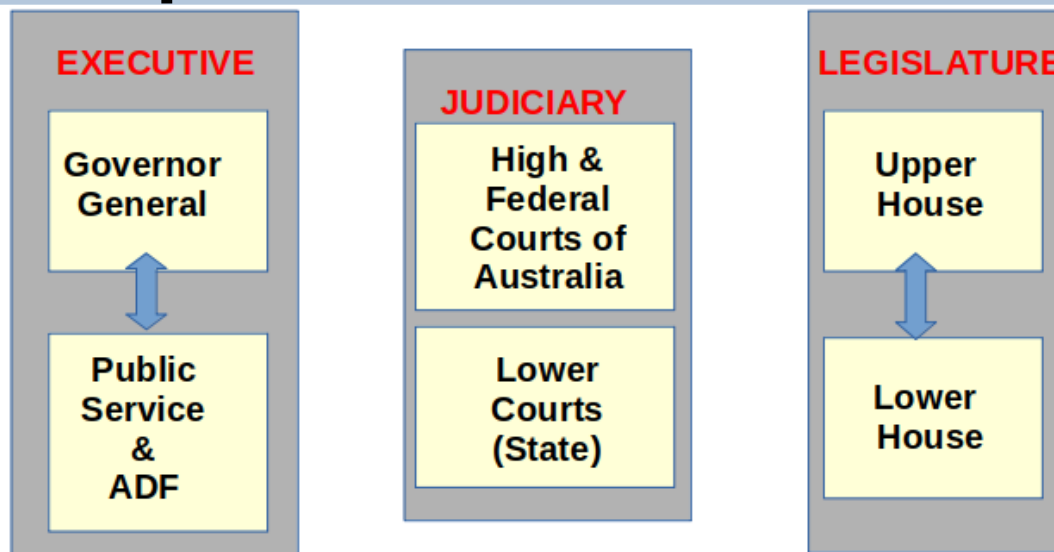 EXECUTIVE
Governor
General
Public
Service
&
ADF
JUDICIARY
High &
Federal
Courts of
Australia
Lower
Courts
(State)
LEGISLATURE
Upper
House
Lower
House